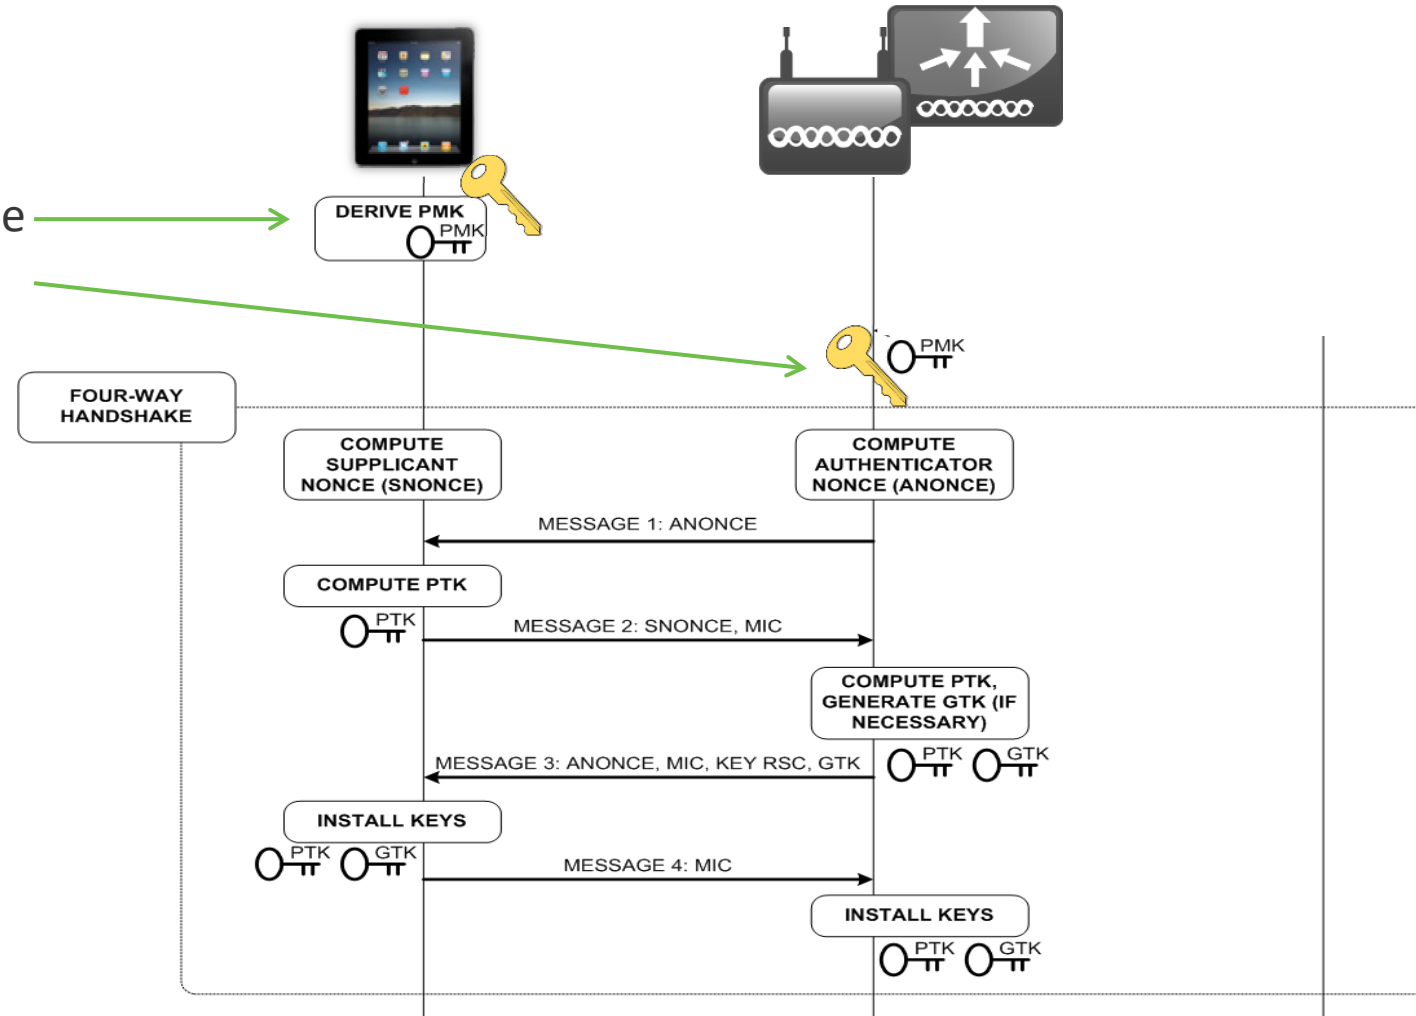 e
DERIVE PMK
PMK
PMK
FOUR-WAY
HANDSHAKE
COMPUTE
SUPPLICANT
NONCE (SNONCE)
COMPUTE
AUTHENTICATOR
NONCE (ANONCE)
MESSAGE 1: ANONCE
COMPUTE PTK
PTK
MESSAGE 2: SNONCE, MIC
COMPUTE PTK,
GENERATE GTK (IF
NECESSARY)
PTK
GTK
MESSAGE 3: ANONCE, MIC, KEY RSC, GTK
INSTALL KEYS
PTK
GTK
MESSAGE 4: MIC
INSTALL KEYS
PTK
GTK